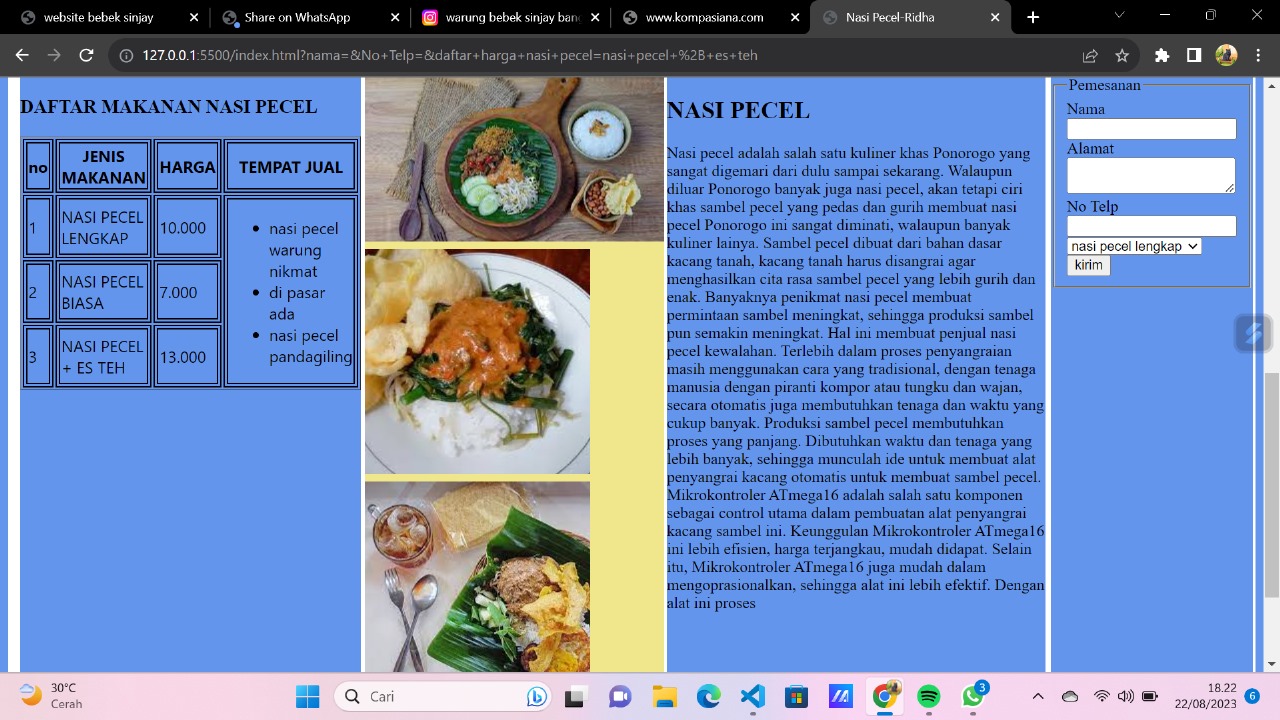 website bebek sinjay
Share on WhatsApp
warung bebek sinjay ban
www.kompasiana.com
Nasi Pecel-Ridha
127.0.0.1:5500/index.html?nama=&No+Telp=&daftar+harga+nasi+pecel=nasi+pecel+%2B+es+teh
DAFTAR MAKANAN NASI PECEL
no
JENIS
MAKANAN
HARGA
TEMPAT JUAL
1
NASI PECEL
LENGKAP
10.000
2
NASI PECEL
BIASA
7.000
3
NASI PECEL
+ ES TEH
13.000
nasi pecel
warung
nikmat
di pasar
ada
nasi pecel
pandagiling
NASI PECEL
Nasi pecel adalah salah satu kuliner khas Ponorogo yang
sangat digemari dari dulu sampai sekarang. Walaupun
diluar Ponorogo banyak juga nasi pecel, akan tetapi ciri
khas sambel pecel yang pedas dan gurih membuat nasi
pecel Ponorogo ini sangat diminati, walaupun banyak
kuliner lainya. Sambel pecel dibuat dari bahan dasar
kacang tanah, kacang tanah harus disangrai agar
menghasilkan cita rasa sambel pecel yang lebih gurih dan
enak. Banyaknya penikmat nasi pecel membuat
permintaan sambel meningkat, sehingga produksi sambel
pun semakin meningkat. Hal ini membuat penjual nasi
pecel kewalahan. Terlebih dalam proses penyangraian
masih menggunakan cara yang tradisional, dengan tenaga
manusia dengan piranti kompor atau tungku dan wajan,
secara otomatis juga membutuhkan tenaga dan waktu yang
cukup banyak. Produksi sambel pecel membutuhkan
proses yang panjang. Dibutuhkan waktu dan tenaga yang
lebih banyak, sehingga munculah ide untuk membuat alat
penyangrai kacang otomatis untuk membuat sambel pecel.
Mikrokontroler ATmega16 adalah salah satu komponen
sebagai control utama dalam pembuatan alat penyangrai
kacang sambel ini. Keunggulan Mikrokontroler ATmega16
ini lebih efisien, harga terjangkau, mudah didapat. Selain
itu, Mikrokontroler ATmega16 juga mudah dalam
mengoprasionalkan, sehingga alat ini lebih efektif. Dengan
alat ini proses
Pemesanan
Nama
Alamat
No Telp
nasi pecel lengkap
kirim
30°C
Cerah
Cari
3
18.22
22/08/2023
6